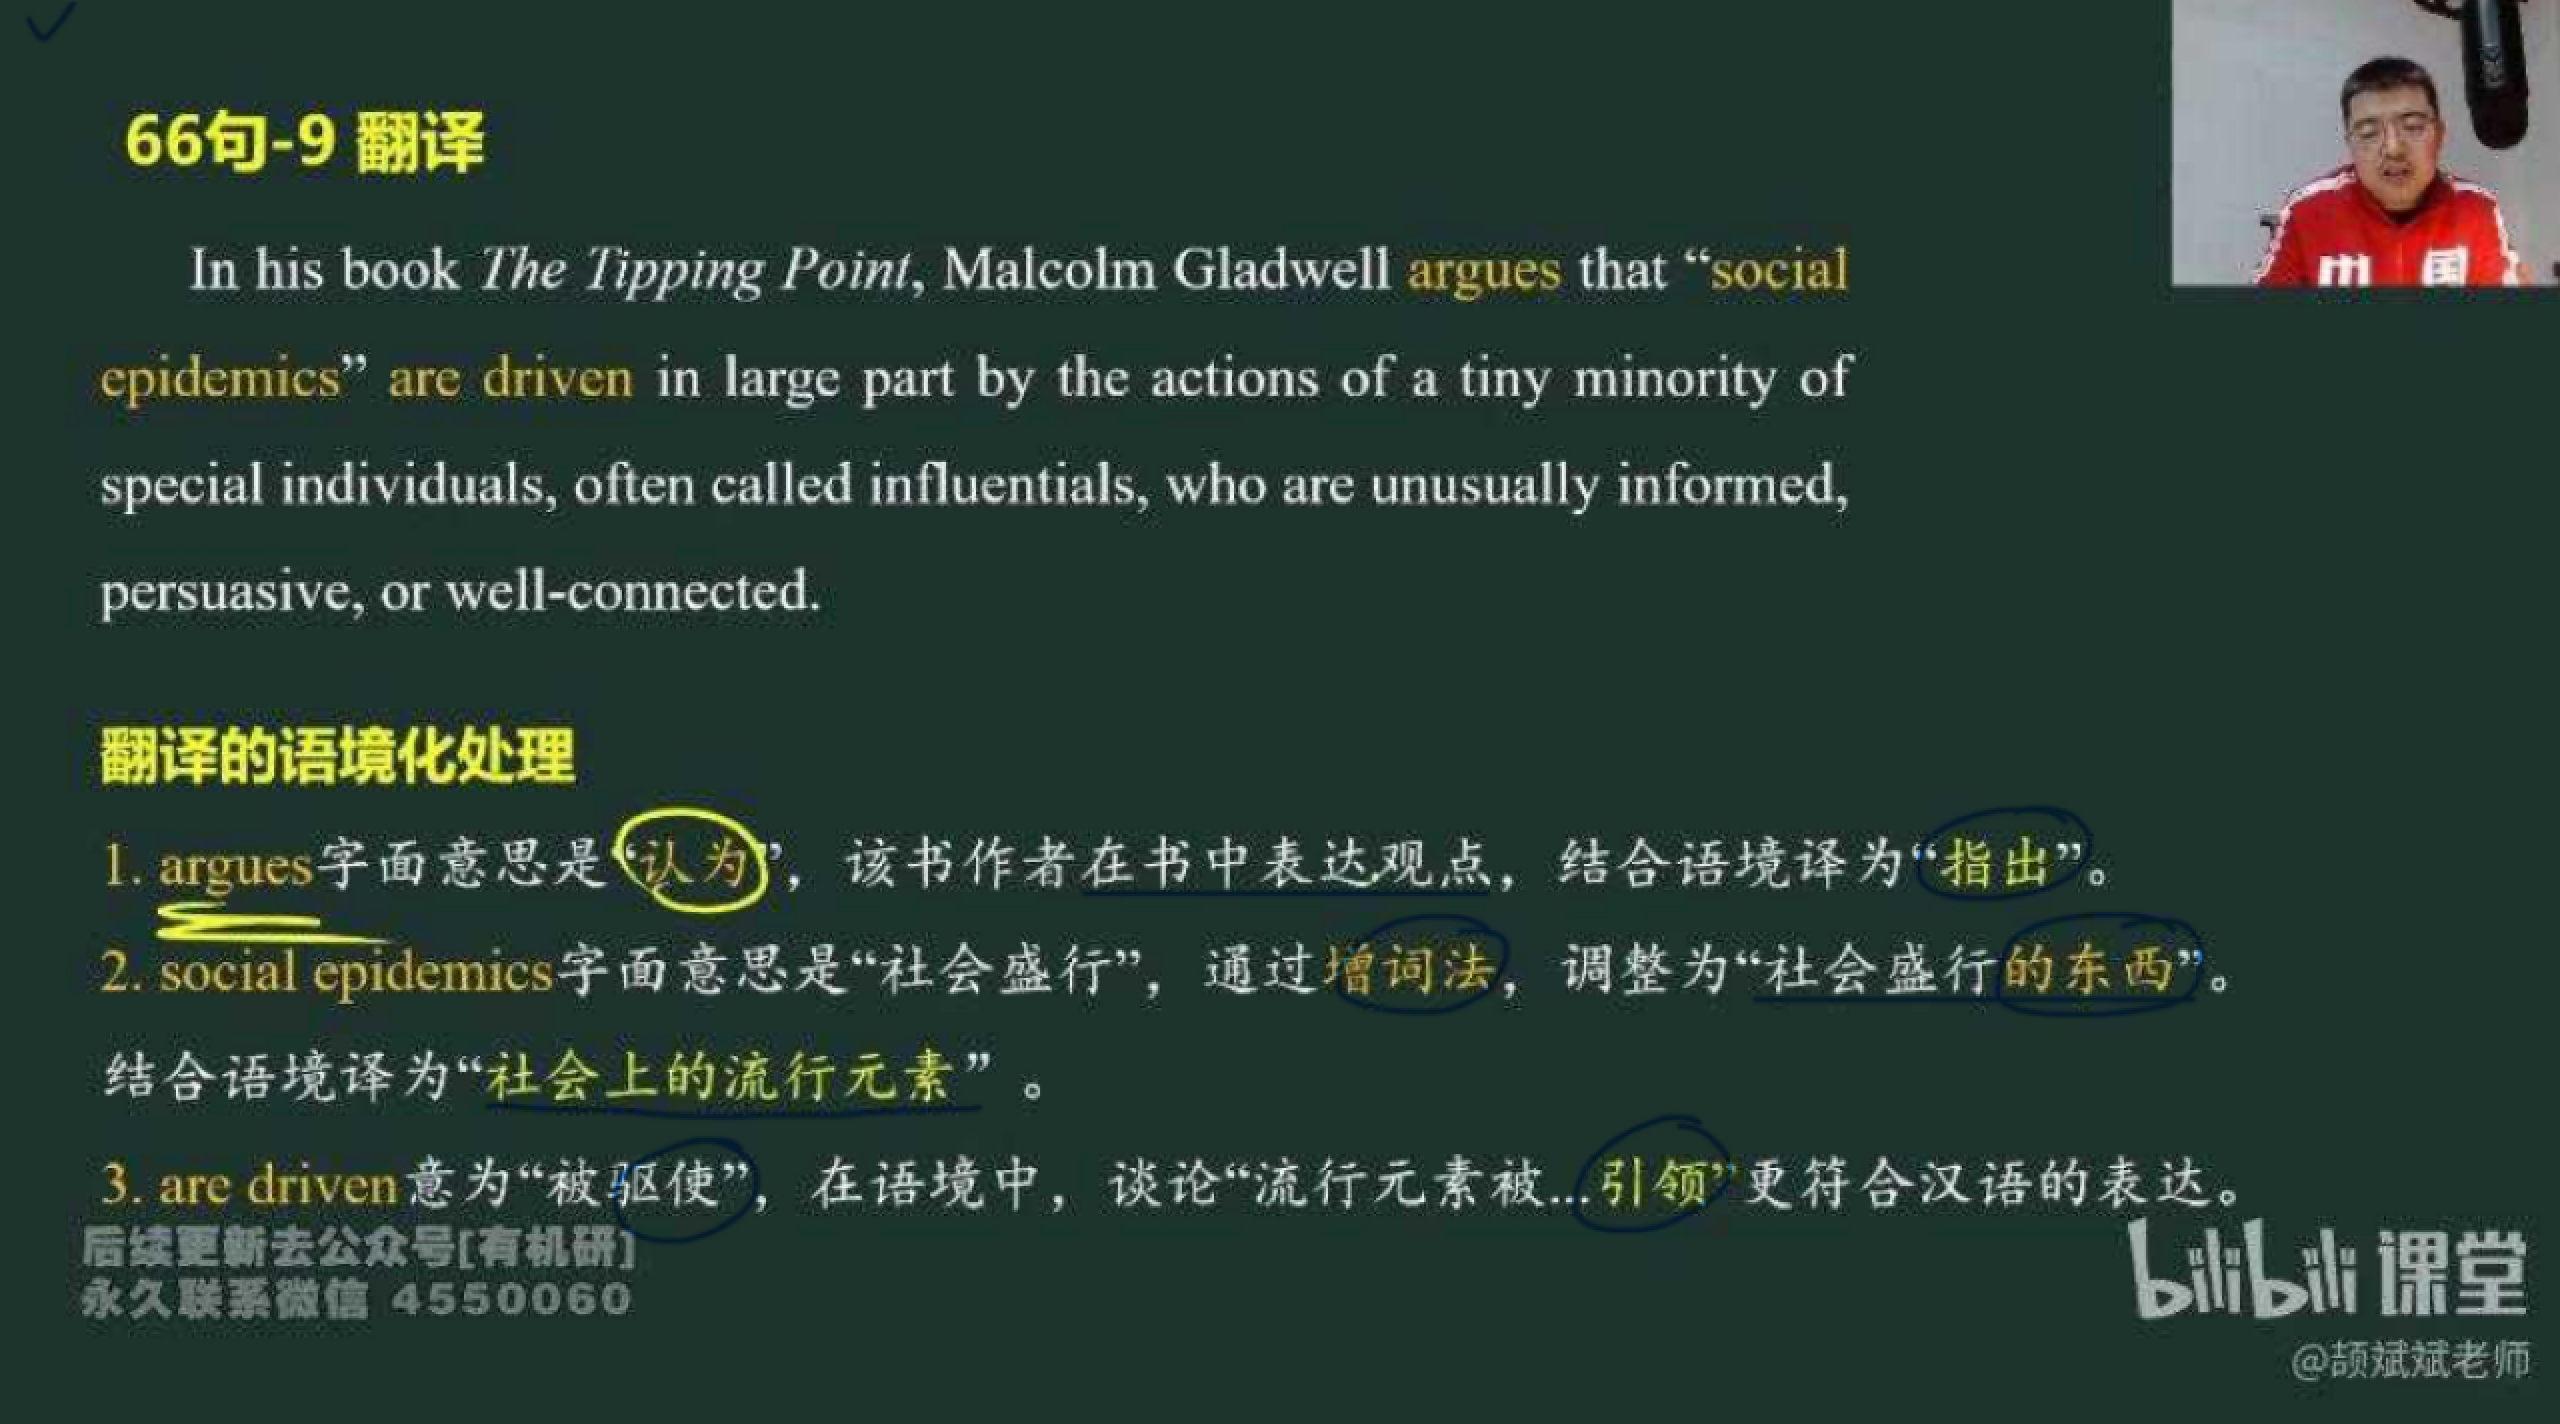 66句-9 翻译
In his book The Tipping Point, Malcolm Gladwell argues that “social
epidemics” are driven in large part by the actions of a tiny minority of
special individuals, often called influentials, who are unusually informed,
persuasive, or well-connected.
翻译的语境化处理
1. argues字面意思是“认为”，该书作者在书中表达观点，结合语境译为“指出”。
2. social epidemics字面意思是“社会盛行”，通过增词法，调整为“社会盛行的东西”。
结合语境译为“社会上的流行元素”。
3. are driven意为“被驱使”，在语境中，谈论“流行元素被...引领”更符合汉语的表达。
后续更新去公众号[有机研]
永久联系微信 4550060
bilibili 课堂
@颉斌斌老师
中 国